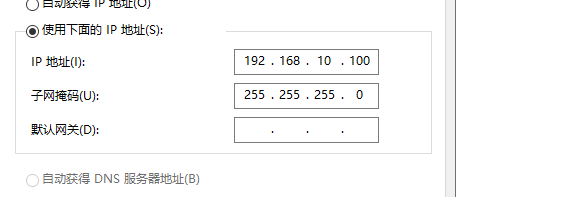 自动获得 IP 地址(O)
使用下面的 IP 地址(S):
IP 地址(I): 192 . 168 . 10 . 100
子网掩码(U): 255 . 255 . 255 . 0
默认网关(D): . . .
自动获得 DNS 服务器地址(B)